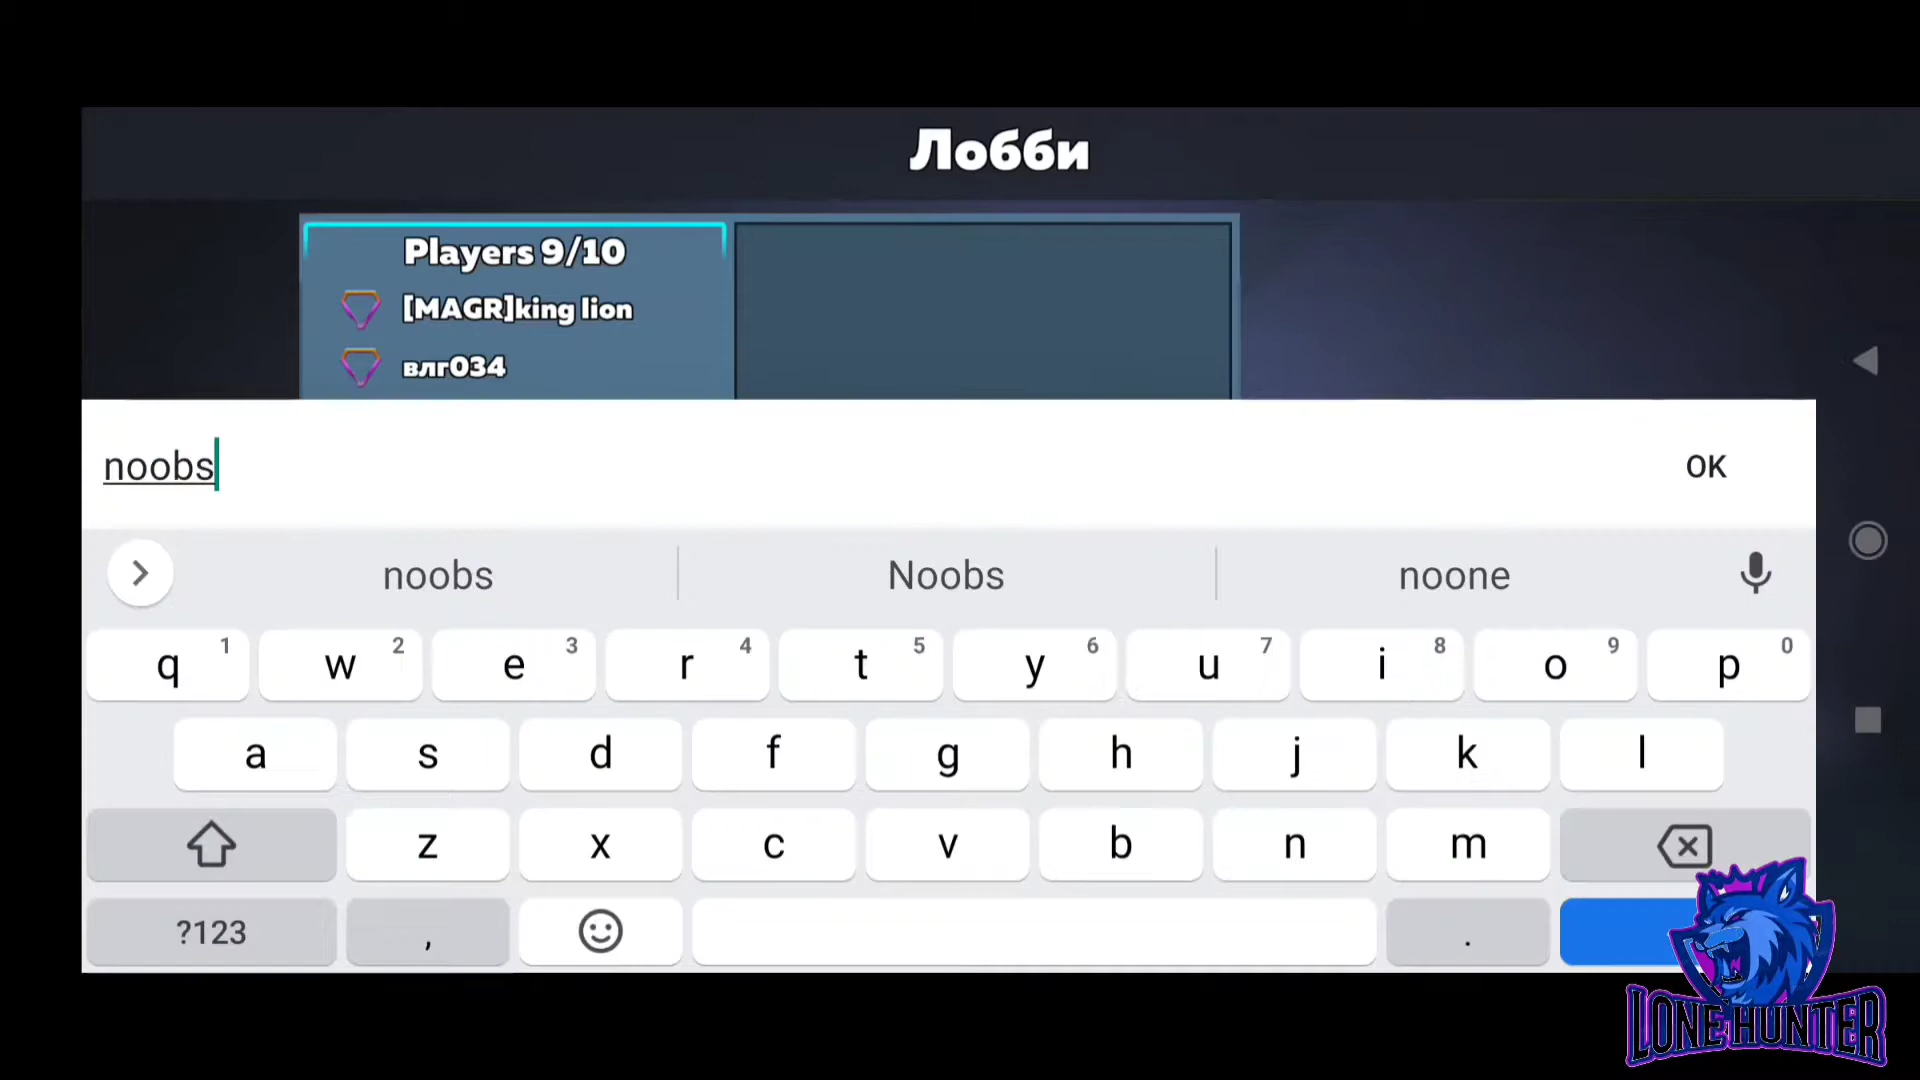 Лобби
Players 9/10
[MAGR]king lion
влг034
noobs
OK
noobs Noobs noone
q 1 w 2 e 3 r 4 t 5 y 6 u 7 i 8 o 9 p 0
a s d f g h j k l
z x c v b n m
?123 , .
LONE HUNTER